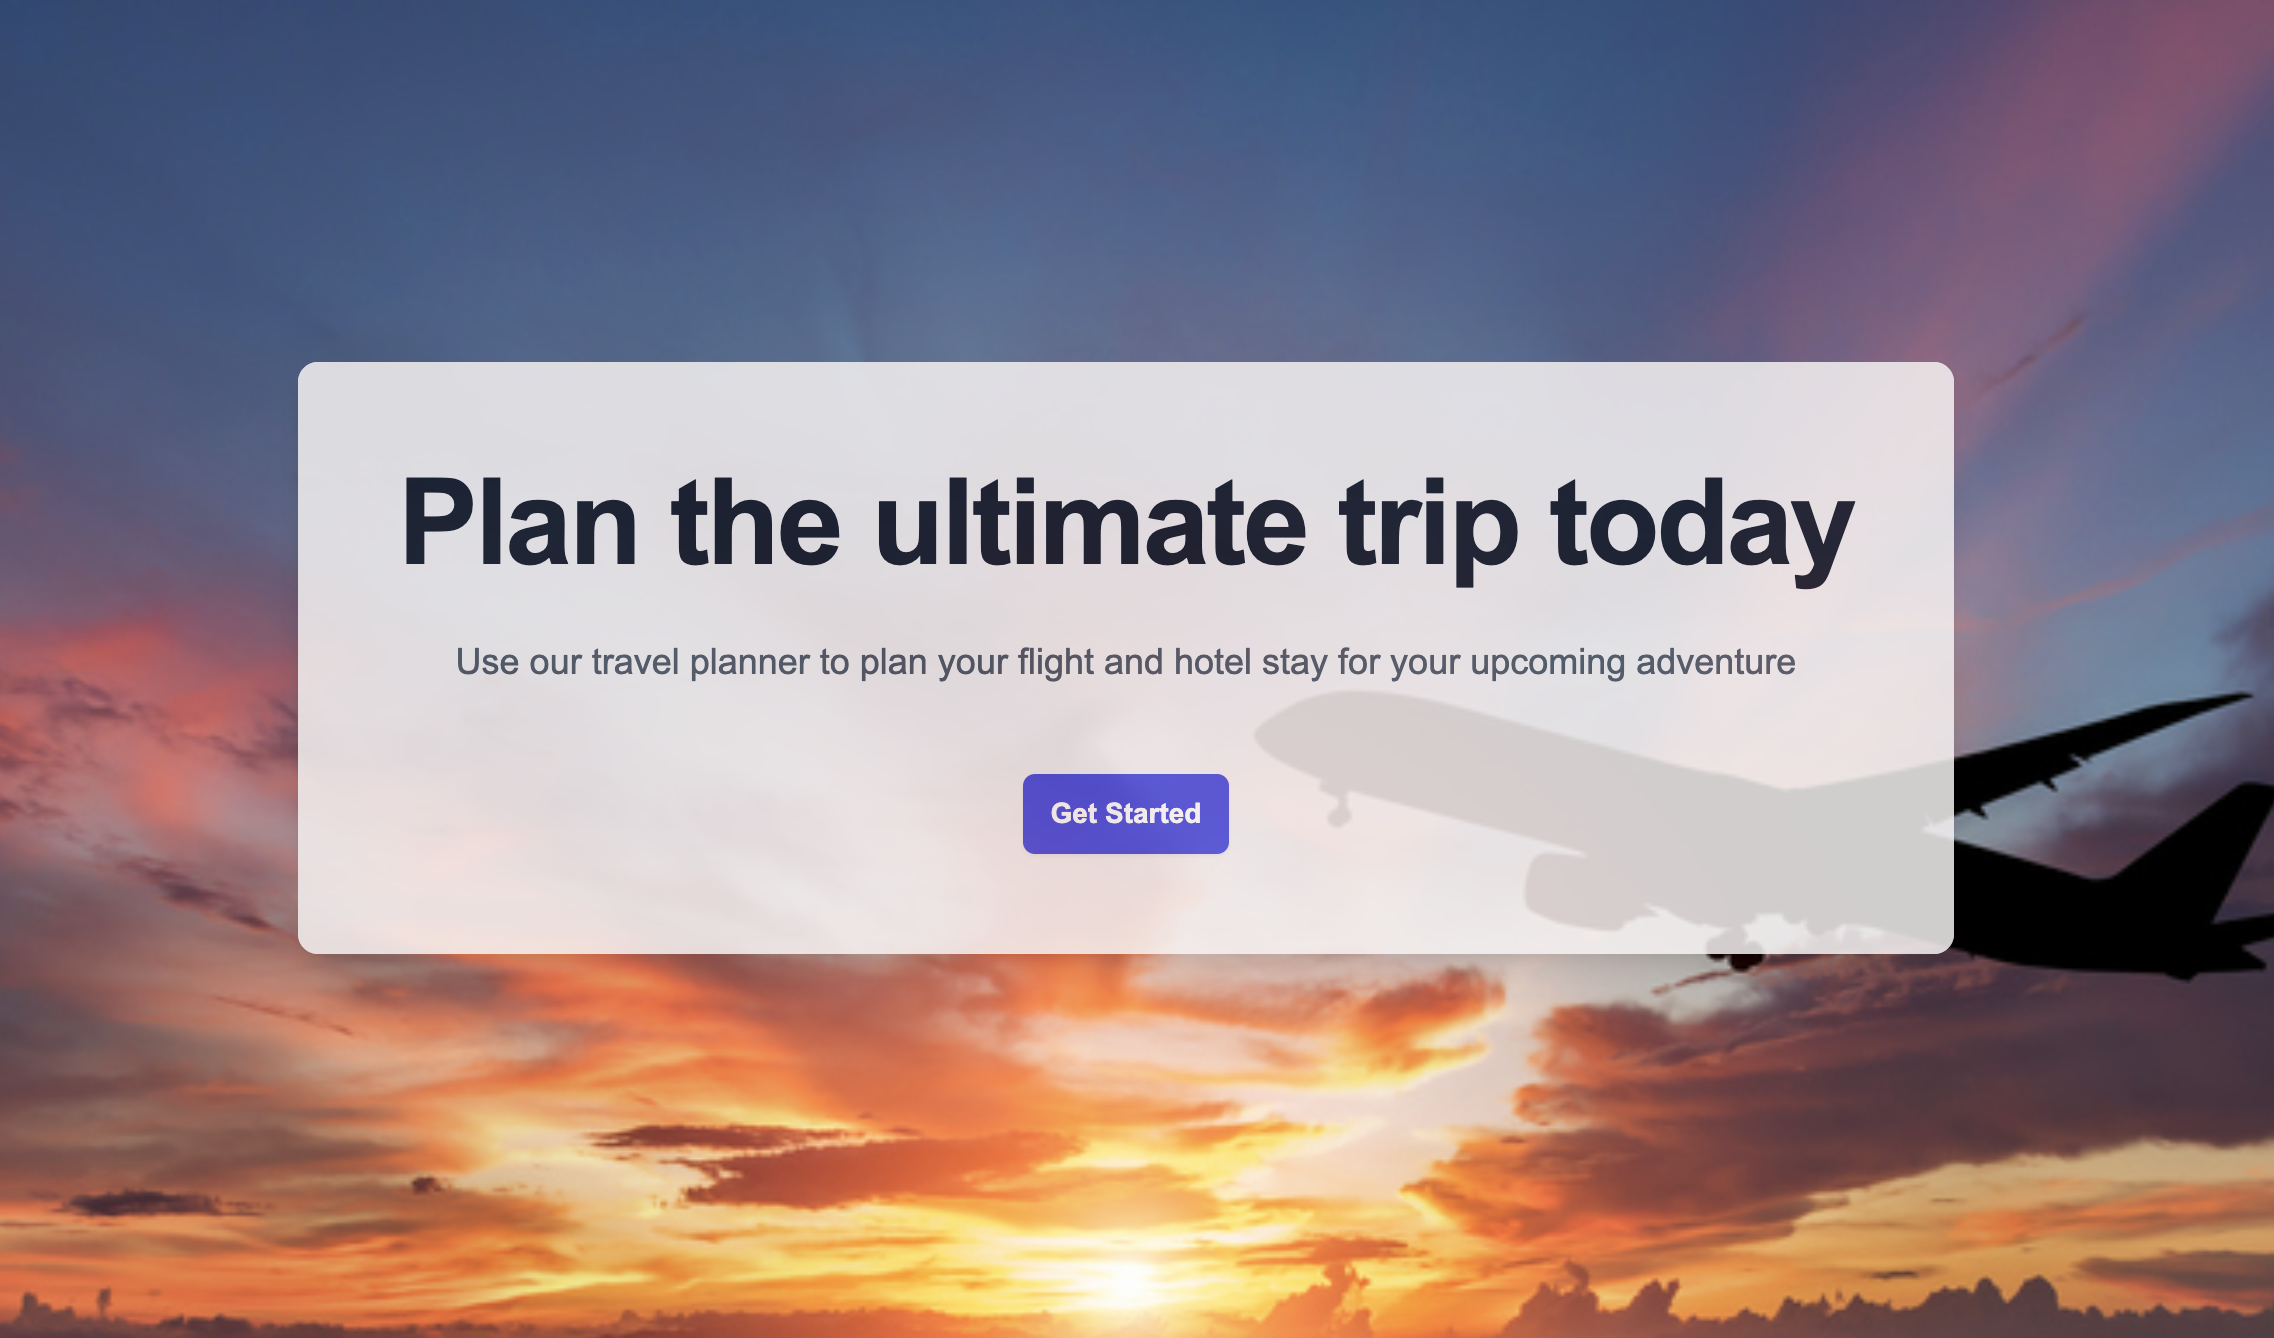 Plan the ultimate trip today
Use our travel planner to plan your flight and hotel stay for your upcoming adventure
Get Started